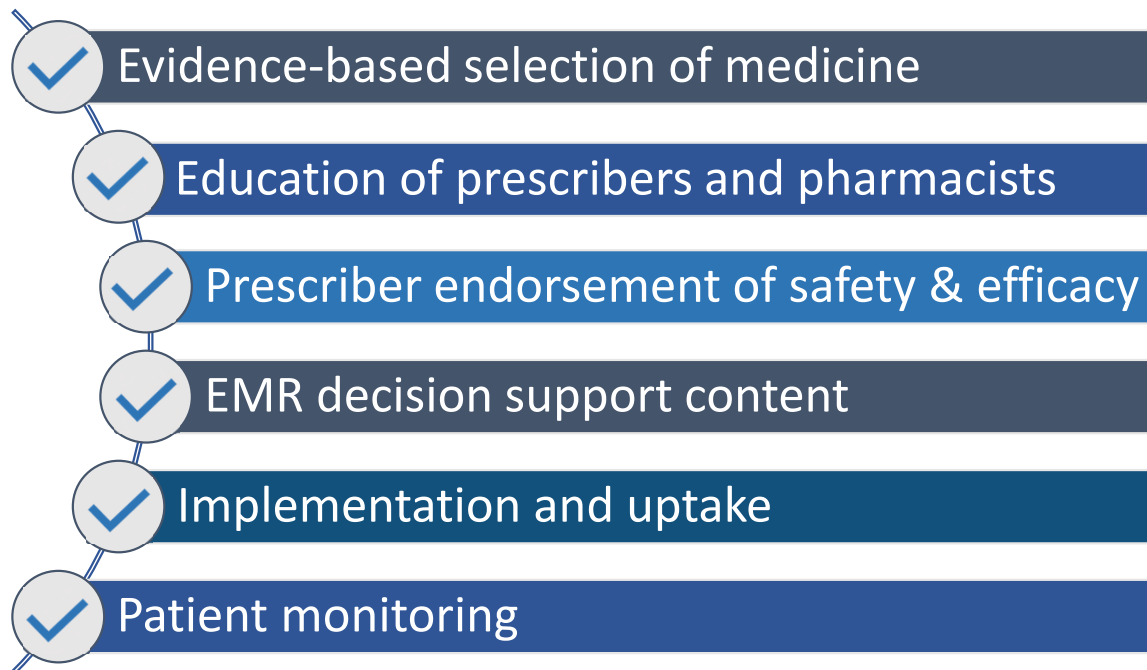 Evidence-based selection of medicine
Education of prescribers and pharmacists
Prescriber endorsement of safety & efficacy
EMR decision support content
Implementation and uptake
Patient monitoring